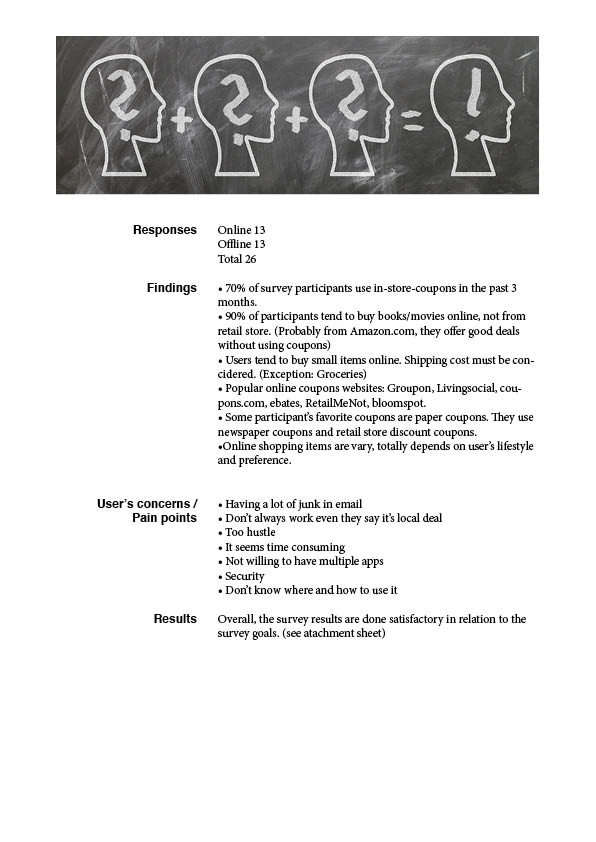 ? + ? + ? = !
Responses
Online 13
Offline 13
Total 26
Findings
• 70% of survey participants use in-store-coupons in the past 3
months.
• 90% of participants tend to buy books/movies online, not from
retail store. (Probably from Amazon.com, they offer good deals
without using coupons)
• Users tend to buy small items online. Shipping cost must be con-
cidered. (Exception: Groceries)
• Popular online coupons websites: Groupon, Livingsocial, cou-
pons.com, ebates, RetailMeNot, bloomspot.
• Some participant's favorite coupons are paper coupons. They use
newspaper coupons and retail store discount coupons.
•Online shopping items are vary, totally depends on user's lifestyle
and preference.
User's concerns /
Pain points
• Having a lot of junk in email
• Don't always work even they say it's local deal
• Too hustle
• It seems time consuming
• Not willing to have multiple apps
• Security
• Don't know where and how to use it
Results
Overall, the survey results are done satisfactory in relation to the
survey goals. (see atachment sheet)